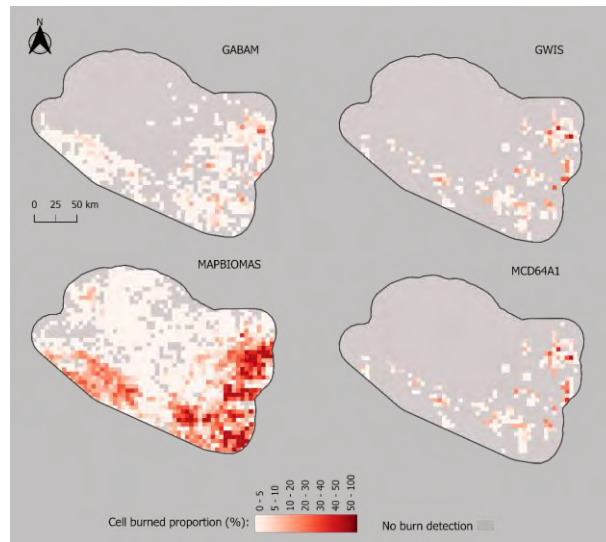 N
GABAM
GWIS
0 25 50 km
MAPBIOMAS
MCD64A1
0 - 5
5 - 10
10 - 20
20 - 30
30 - 40
40 - 50
50 - 100
Cell burned proportion (%):
No burn detection